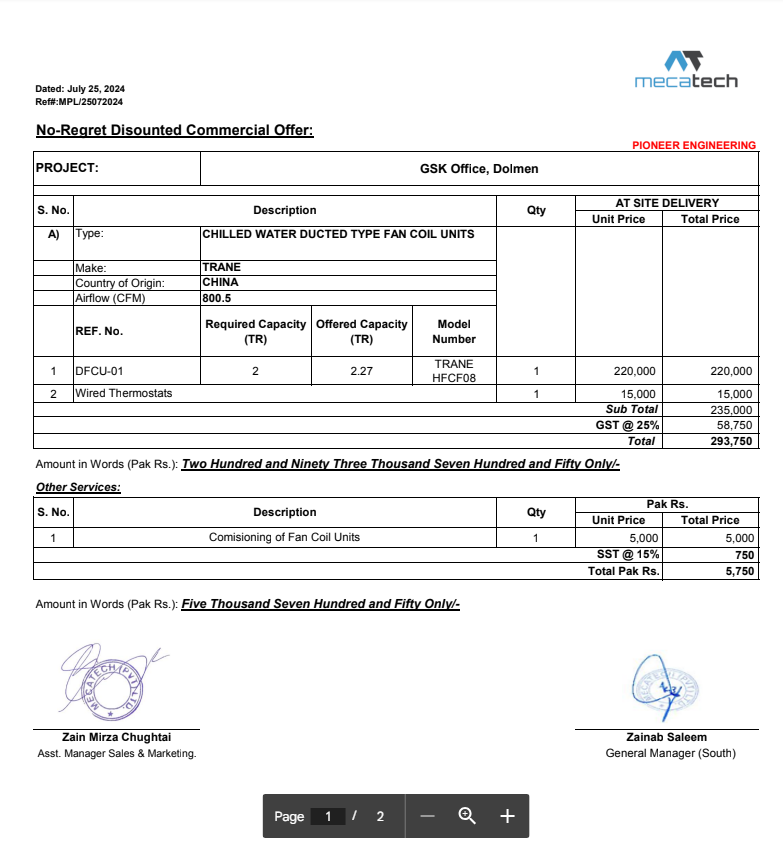 mecatech
Dated: July 25, 2024
Ref#:MPL/25072024
No-Regret Disounted Commercial Offer:
PIONEER ENGINEERING
PROJECT: GSK Office, Dolmen
S. No. Description Qty AT SITE DELIVERY
Unit Price Total Price
A) Type: CHILLED WATER DUCTED TYPE FAN COIL UNITS
Make: TRANE
Country of Origin: CHINA
Airflow (CFM) 800.5
REF. No. Required Capacity (TR) Offered Capacity (TR) Model Number
1 DFCU-01 2 2.27 TRANE HFCF08 1 220,000 220,000
2 Wired Thermostats 1 15,000 15,000
Sub Total 235,000
GST @ 25% 58,750
Total 293,750
Amount in Words (Pak Rs.): Two Hundred and Ninety Three Thousand Seven Hundred and Fifty Only/-
Other Services:
S. No. Description Qty Pak Rs.
Unit Price Total Price
1 Comisioning of Fan Coil Units 1 5,000 5,000
SST @ 15% 750
Total Pak Rs. 5,750
Amount in Words (Pak Rs.): Five Thousand Seven Hundred and Fifty Only/-
MECATECH (PVT) LTD.
Zain Mirza Chughtai
Asst. Manager Sales & Marketing.
Zainab Saleem
General Manager (South)
Page 1 / 2